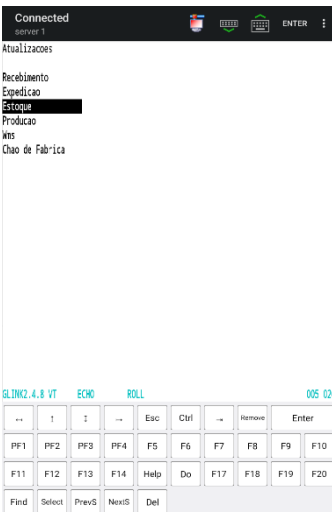 Connected
server 1
ENTER
Atualizacoes
Recebimento
Expedicao
Estoque
Producao
Wms
Chao de Fabrica
GLINK2.4.8 VT ECHO ROLL 005 02
Esc Ctrl Remove Enter
PF1 PF2 PF3 PF4 F5 F6 F7 F8 F9 F10
F11 F12 F13 F14 Help Do F17 F18 F19 F20
Find Select PrevS NextS Del